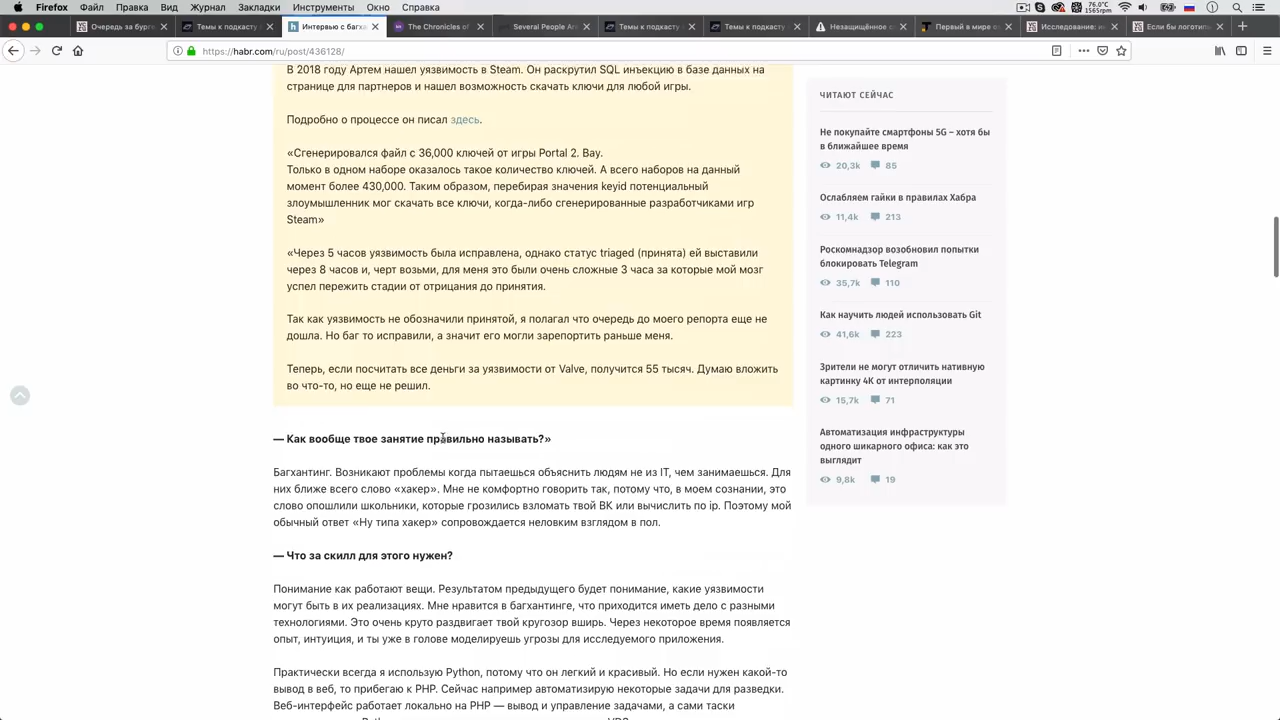 Firefox Файл Правка Вид Журнал Закладки Инструменты Окно Справка
76.0°C
1565rpm
Очередь за бурге
Темы к подкасту
Интервью с багха
The Chronicles of
Several People Ar
Темы к подкасту
Темы к подкасту
Незащищённое с
Первый в мире о
Исследование: и
Если бы логотип
https://habr.com/ru/post/436128/
В 2018 году Артем нашел уязвимость в Steam. Он раскрутил SQL инъекцию в базе данных на
странице для партнеров и нашел возможность скачать ключи для любой игры.
Подробно о процессе он писал здесь.
«Сгенерировался файл с 36,000 ключей от игры Portal 2. Вау.
Только в одном наборе оказалось такое количество ключей. А всего наборов на данный
момент более 430,000. Таким образом, перебирая значения keyid потенциальный
злоумышленник мог скачать все ключи, когда-либо сгенерированные разработчиками игр
Steam»
«Через 5 часов уязвимость была исправлена, однако статус triaged (принята) ей выставили
через 8 часов и, черт возьми, для меня это были очень сложные 3 часа за которые мой мозг
успел пережить стадии от отрицания до принятия.
Так как уязвимость не обозначили принятой, я полагал что очередь до моего репорта еще не
дошла. Но баг то исправили, а значит его могли зарепортить раньше меня.
Теперь, если посчитать все деньги за уязвимости от Valve, получится 55 тысяч. Думаю вложить
во что-то, но еще не решил.
— Как вообще твое занятие правильно называть?»
Багхантинг. Возникают проблемы когда пытаешься объяснить людям не из IT, чем занимаешься. Для
них ближе всего слово «хакер». Мне не комфортно говорить так, потому что, в моем сознании, это
слово опошлили школьники, которые грозились взломать твой ВК или вычислить по ip. Поэтому мой
обычный ответ «Ну типа хакер» сопровождается неловким взглядом в пол.
— Что за скилл для этого нужен?
Понимание как работают вещи. Результатом предыдущего будет понимание, какие уязвимости
могут быть в их реализациях. Мне нравится в багхантинге, что приходится иметь дело с разными
технологиями. Это очень круто раздвигает твой кругозор вширь. Через некоторое время появляется
опыт, интуиция, и ты уже в голове моделируешь угрозы для исследуемого приложения.
Практически всегда я использую Python, потому что он легкий и красивый. Но если нужен какой-то
вывод в веб, то прибегаю к PHP. Сейчас например автоматизирую некоторые задачи для разведки.
Веб-интерфейс работает локально на PHP — вывод и управление задачами, а сами таски
ЧИТАЮТ СЕЙЧАС
Не покупайте смартфоны 5G – хотя бы
в ближайшее время
20,3k 85
Ослабляем гайки в правилах Хабра
11,4k 213
Роскомнадзор возобновил попытки
блокировать Telegram
35,7k 110
Как научить людей использовать Git
41,6k 223
Зрители не могут отличить нативную
картинку 4К от интерполяции
15,7k 71
Автоматизация инфраструктуры
одного шикарного офиса: как это
выглядит
9,8k 19